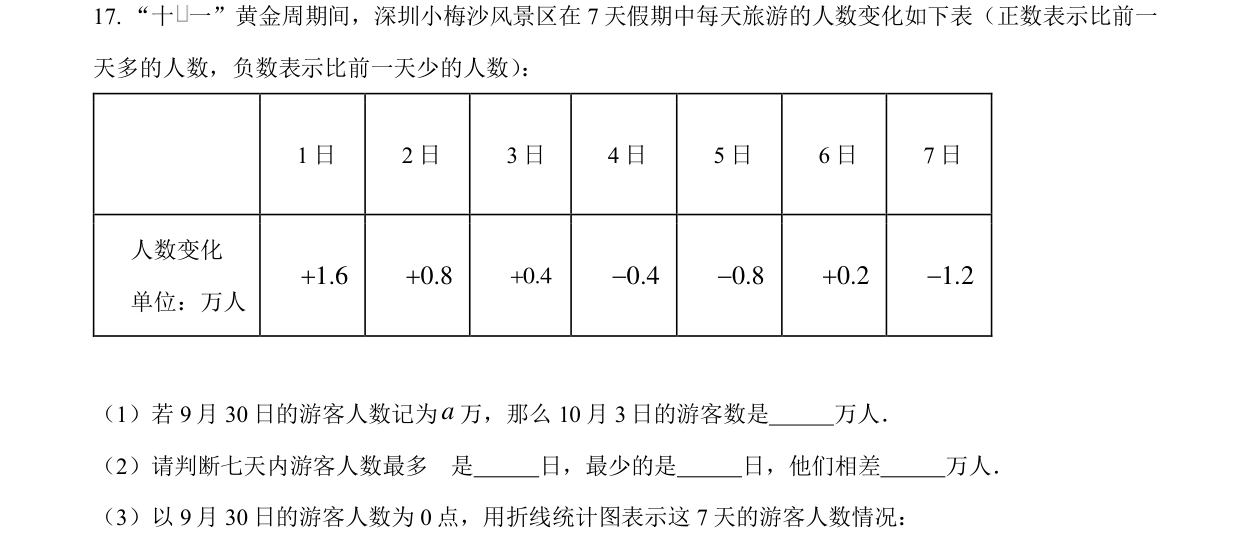 17. “十一”黄金周期间，深圳小梅沙风景区在 7 天假期中每天旅游的人数变化如下表（正数表示比前一
天多的人数，负数表示比前一天少的人数）：
1 日 2 日 3 日 4 日 5 日 6 日 7 日
人数变化
单位：万人
+1.6 +0.8 +0.4 −0.4 −0.8 +0.2 −1.2
（1）若 9 月 30 日的游客人数记为 a 万，那么 10 月 3 日的游客数是______万人．
（2）请判断七天内游客人数最多 是______日，最少的是______日，他们相差______万人．
（3）以 9 月 30 日的游客人数为 0 点，用折线统计图表示这 7 天的游客人数情况：